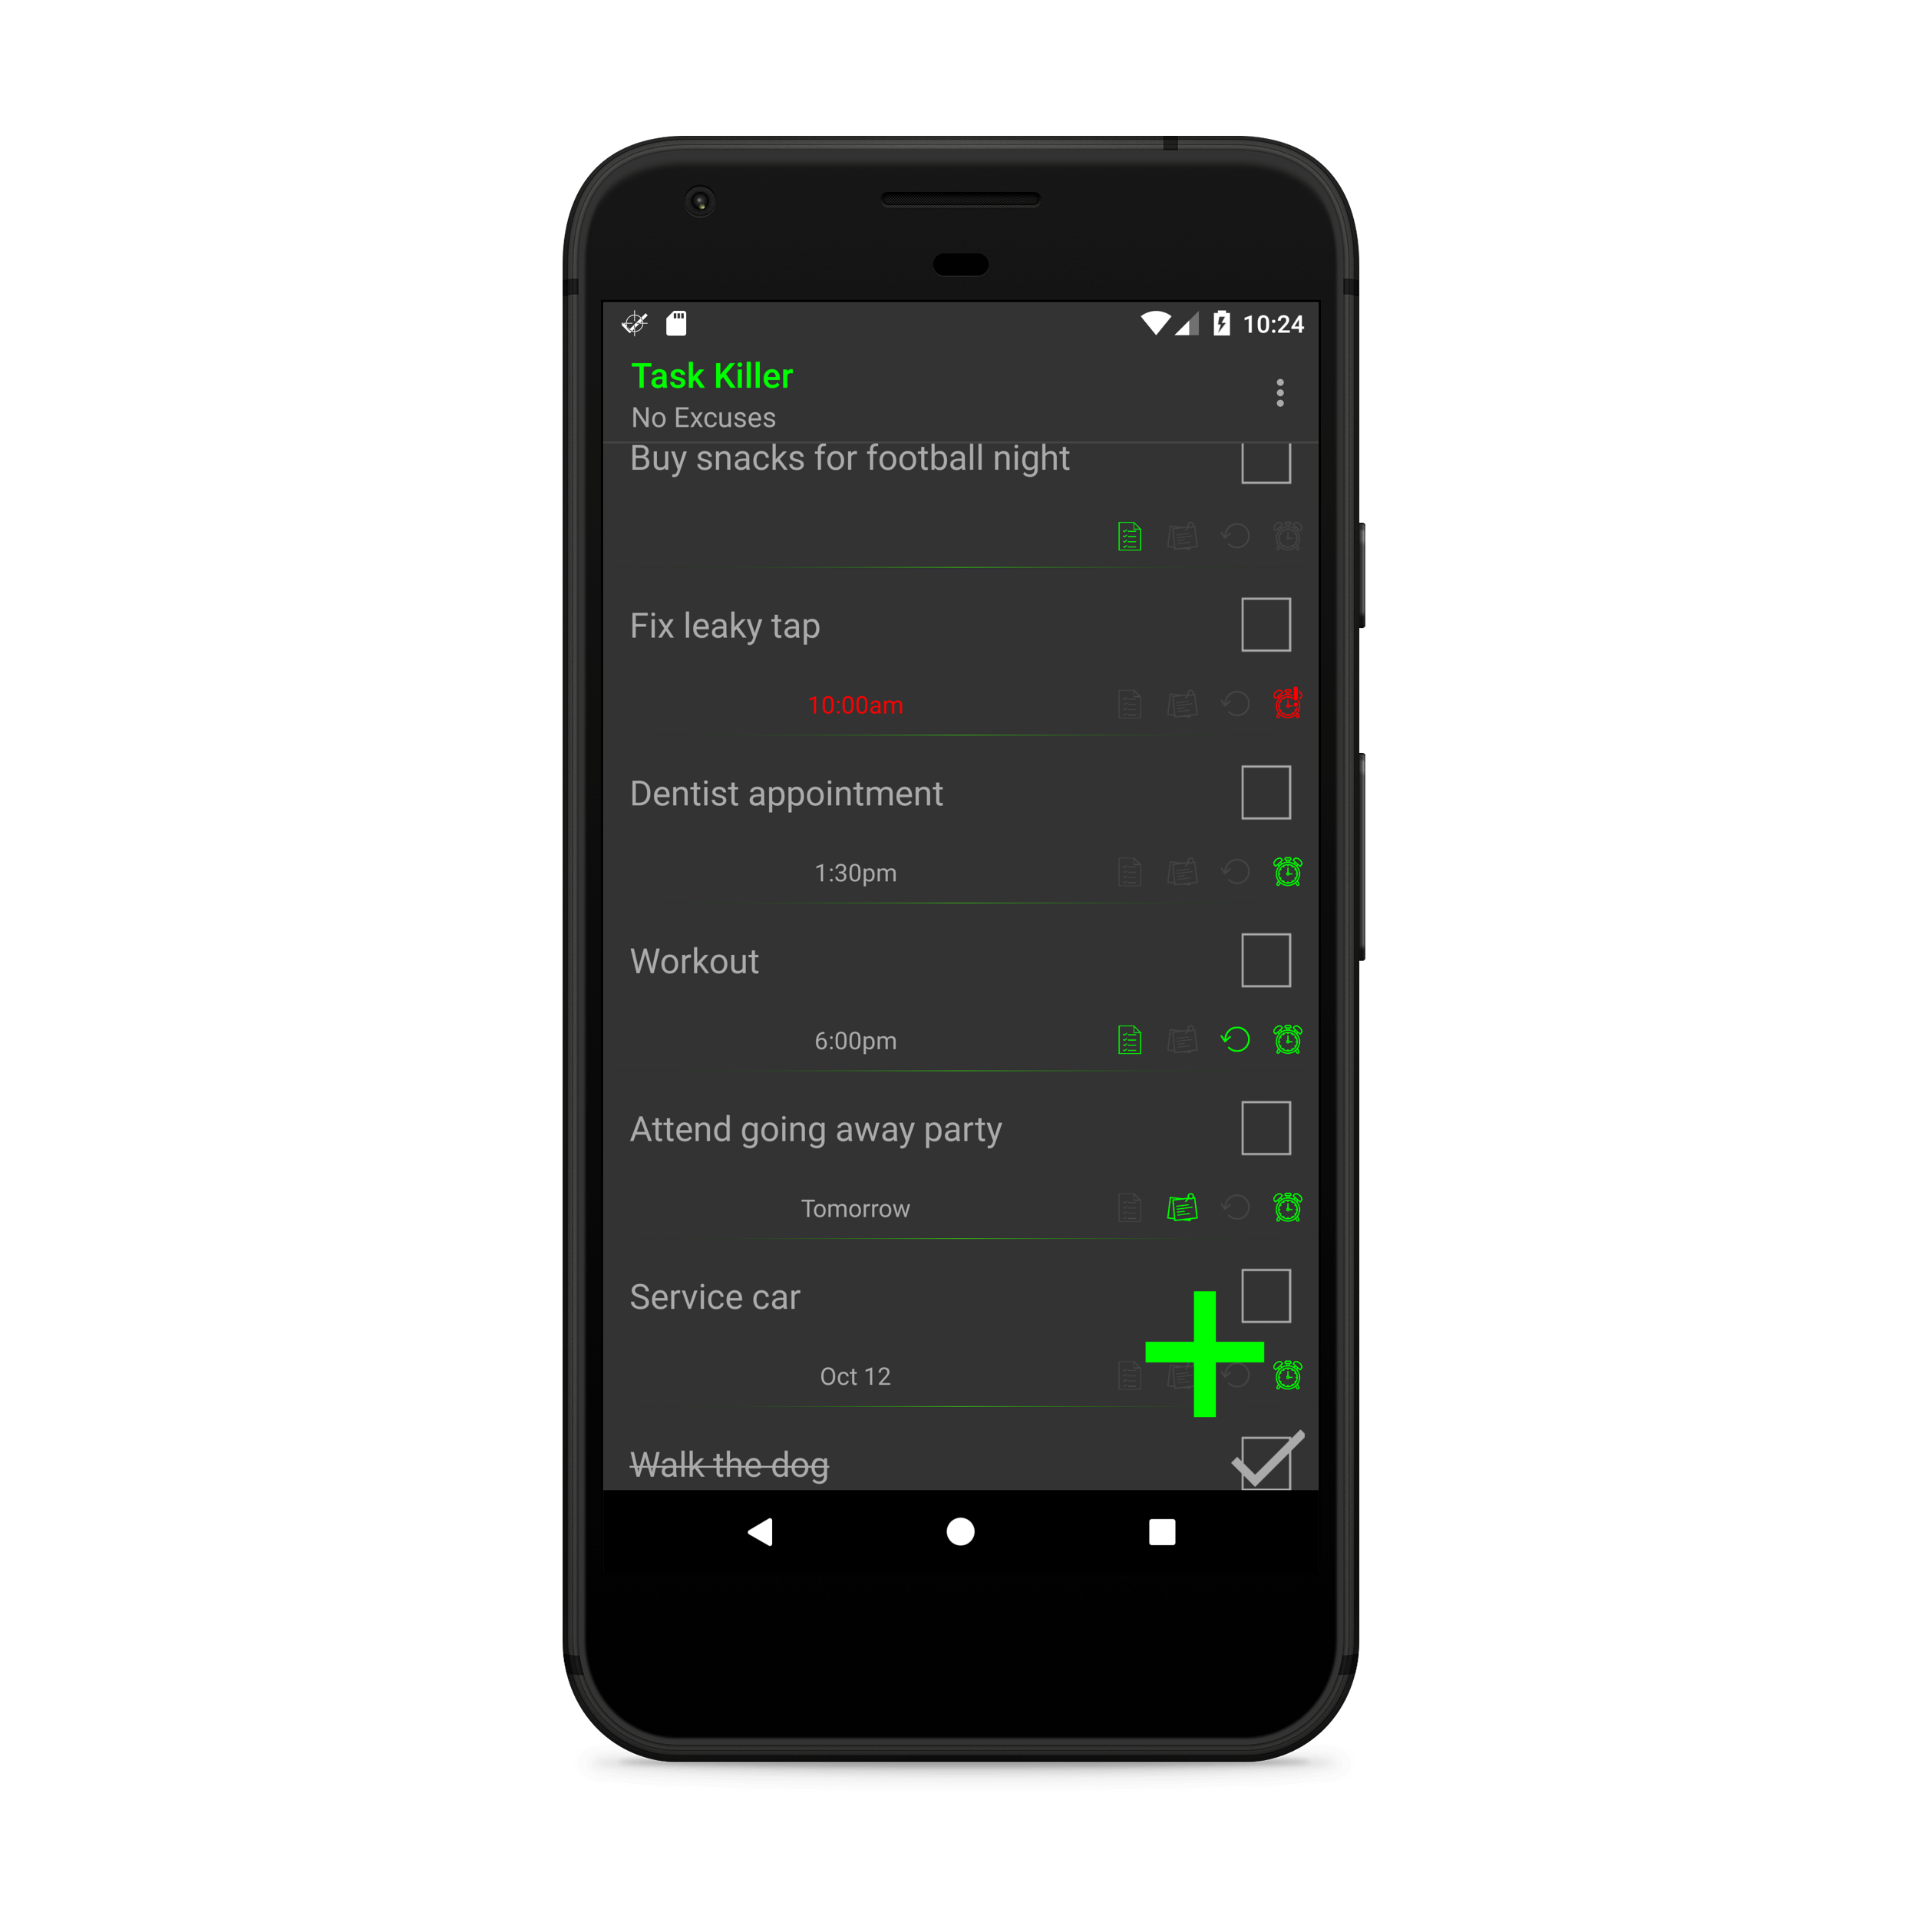 10:24
Task Killer
No Excuses
Buy snacks for football night
Fix leaky tap
10:00am
Dentist appointment
1:30pm
Workout
6:00pm
Attend going away party
Tomorrow
Service car
Oct 12
Walk the dog